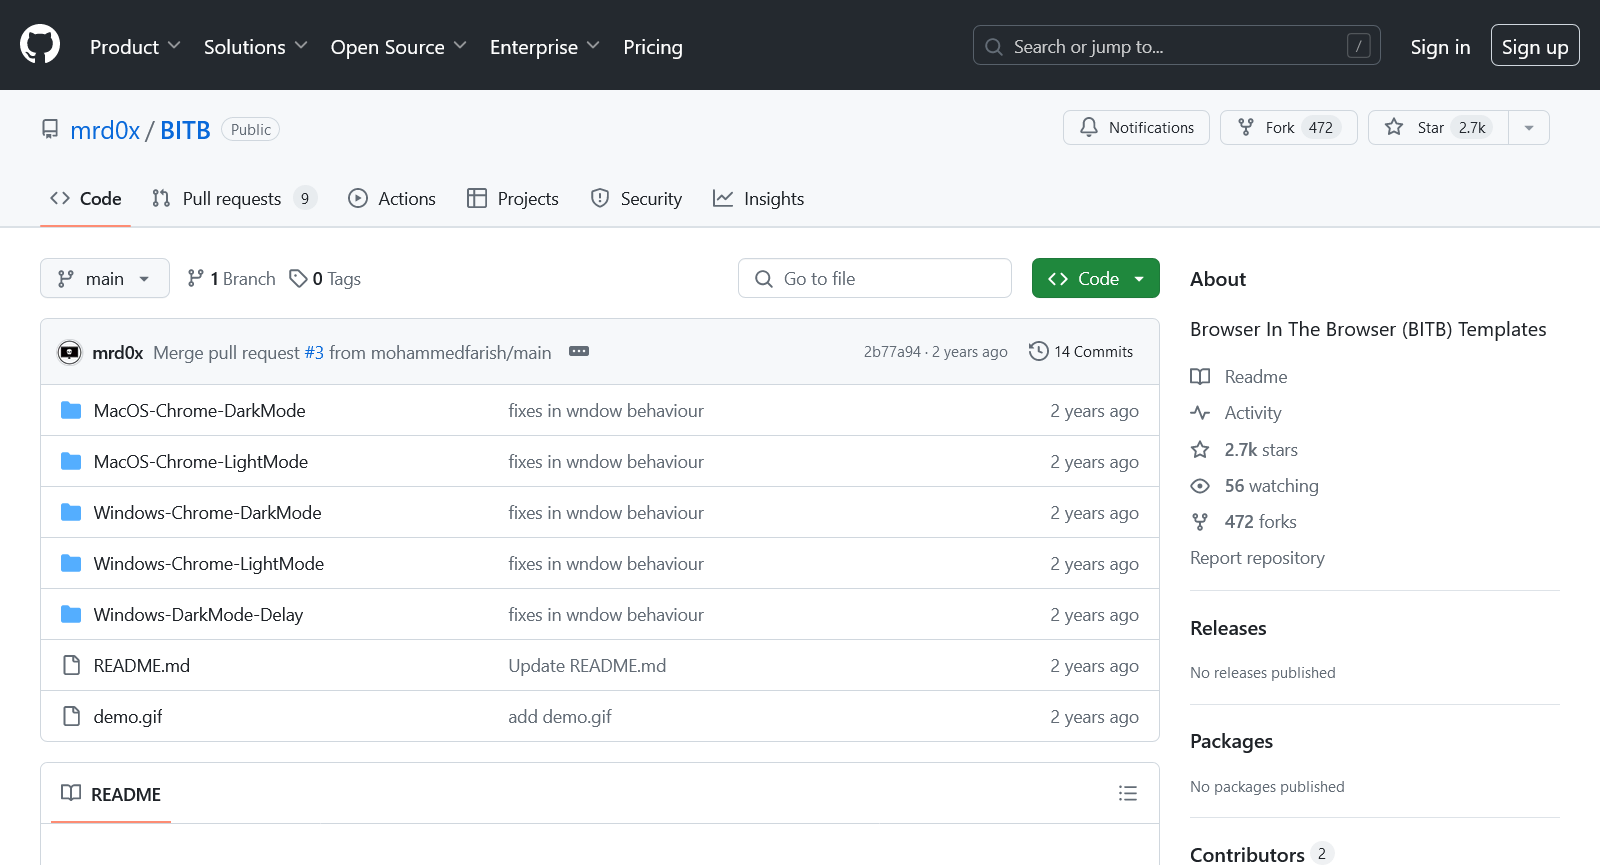 Product Solutions Open Source Enterprise Pricing Search or jump to... / Sign in Sign up
mrd0x / BITB Public Notifications Fork 472 Star 2.7k
Code Pull requests 9 Actions Projects Security Insights
main 1 Branch 0 Tags Go to file Code
mrd0x Merge pull request #3 from mohammedfarish/main 2b77a94 · 2 years ago 14 Commits
MacOS-Chrome-DarkMode fixes in wndow behaviour 2 years ago
MacOS-Chrome-LightMode fixes in wndow behaviour 2 years ago
Windows-Chrome-DarkMode fixes in wndow behaviour 2 years ago
Windows-Chrome-LightMode fixes in wndow behaviour 2 years ago
Windows-DarkMode-Delay fixes in wndow behaviour 2 years ago
README.md Update README.md 2 years ago
demo.gif add demo.gif 2 years ago
README
About
Browser In The Browser (BITB) Templates
Readme
Activity
2.7k stars
56 watching
472 forks
Report repository
Releases
No releases published
Packages
No packages published
Contributors 2